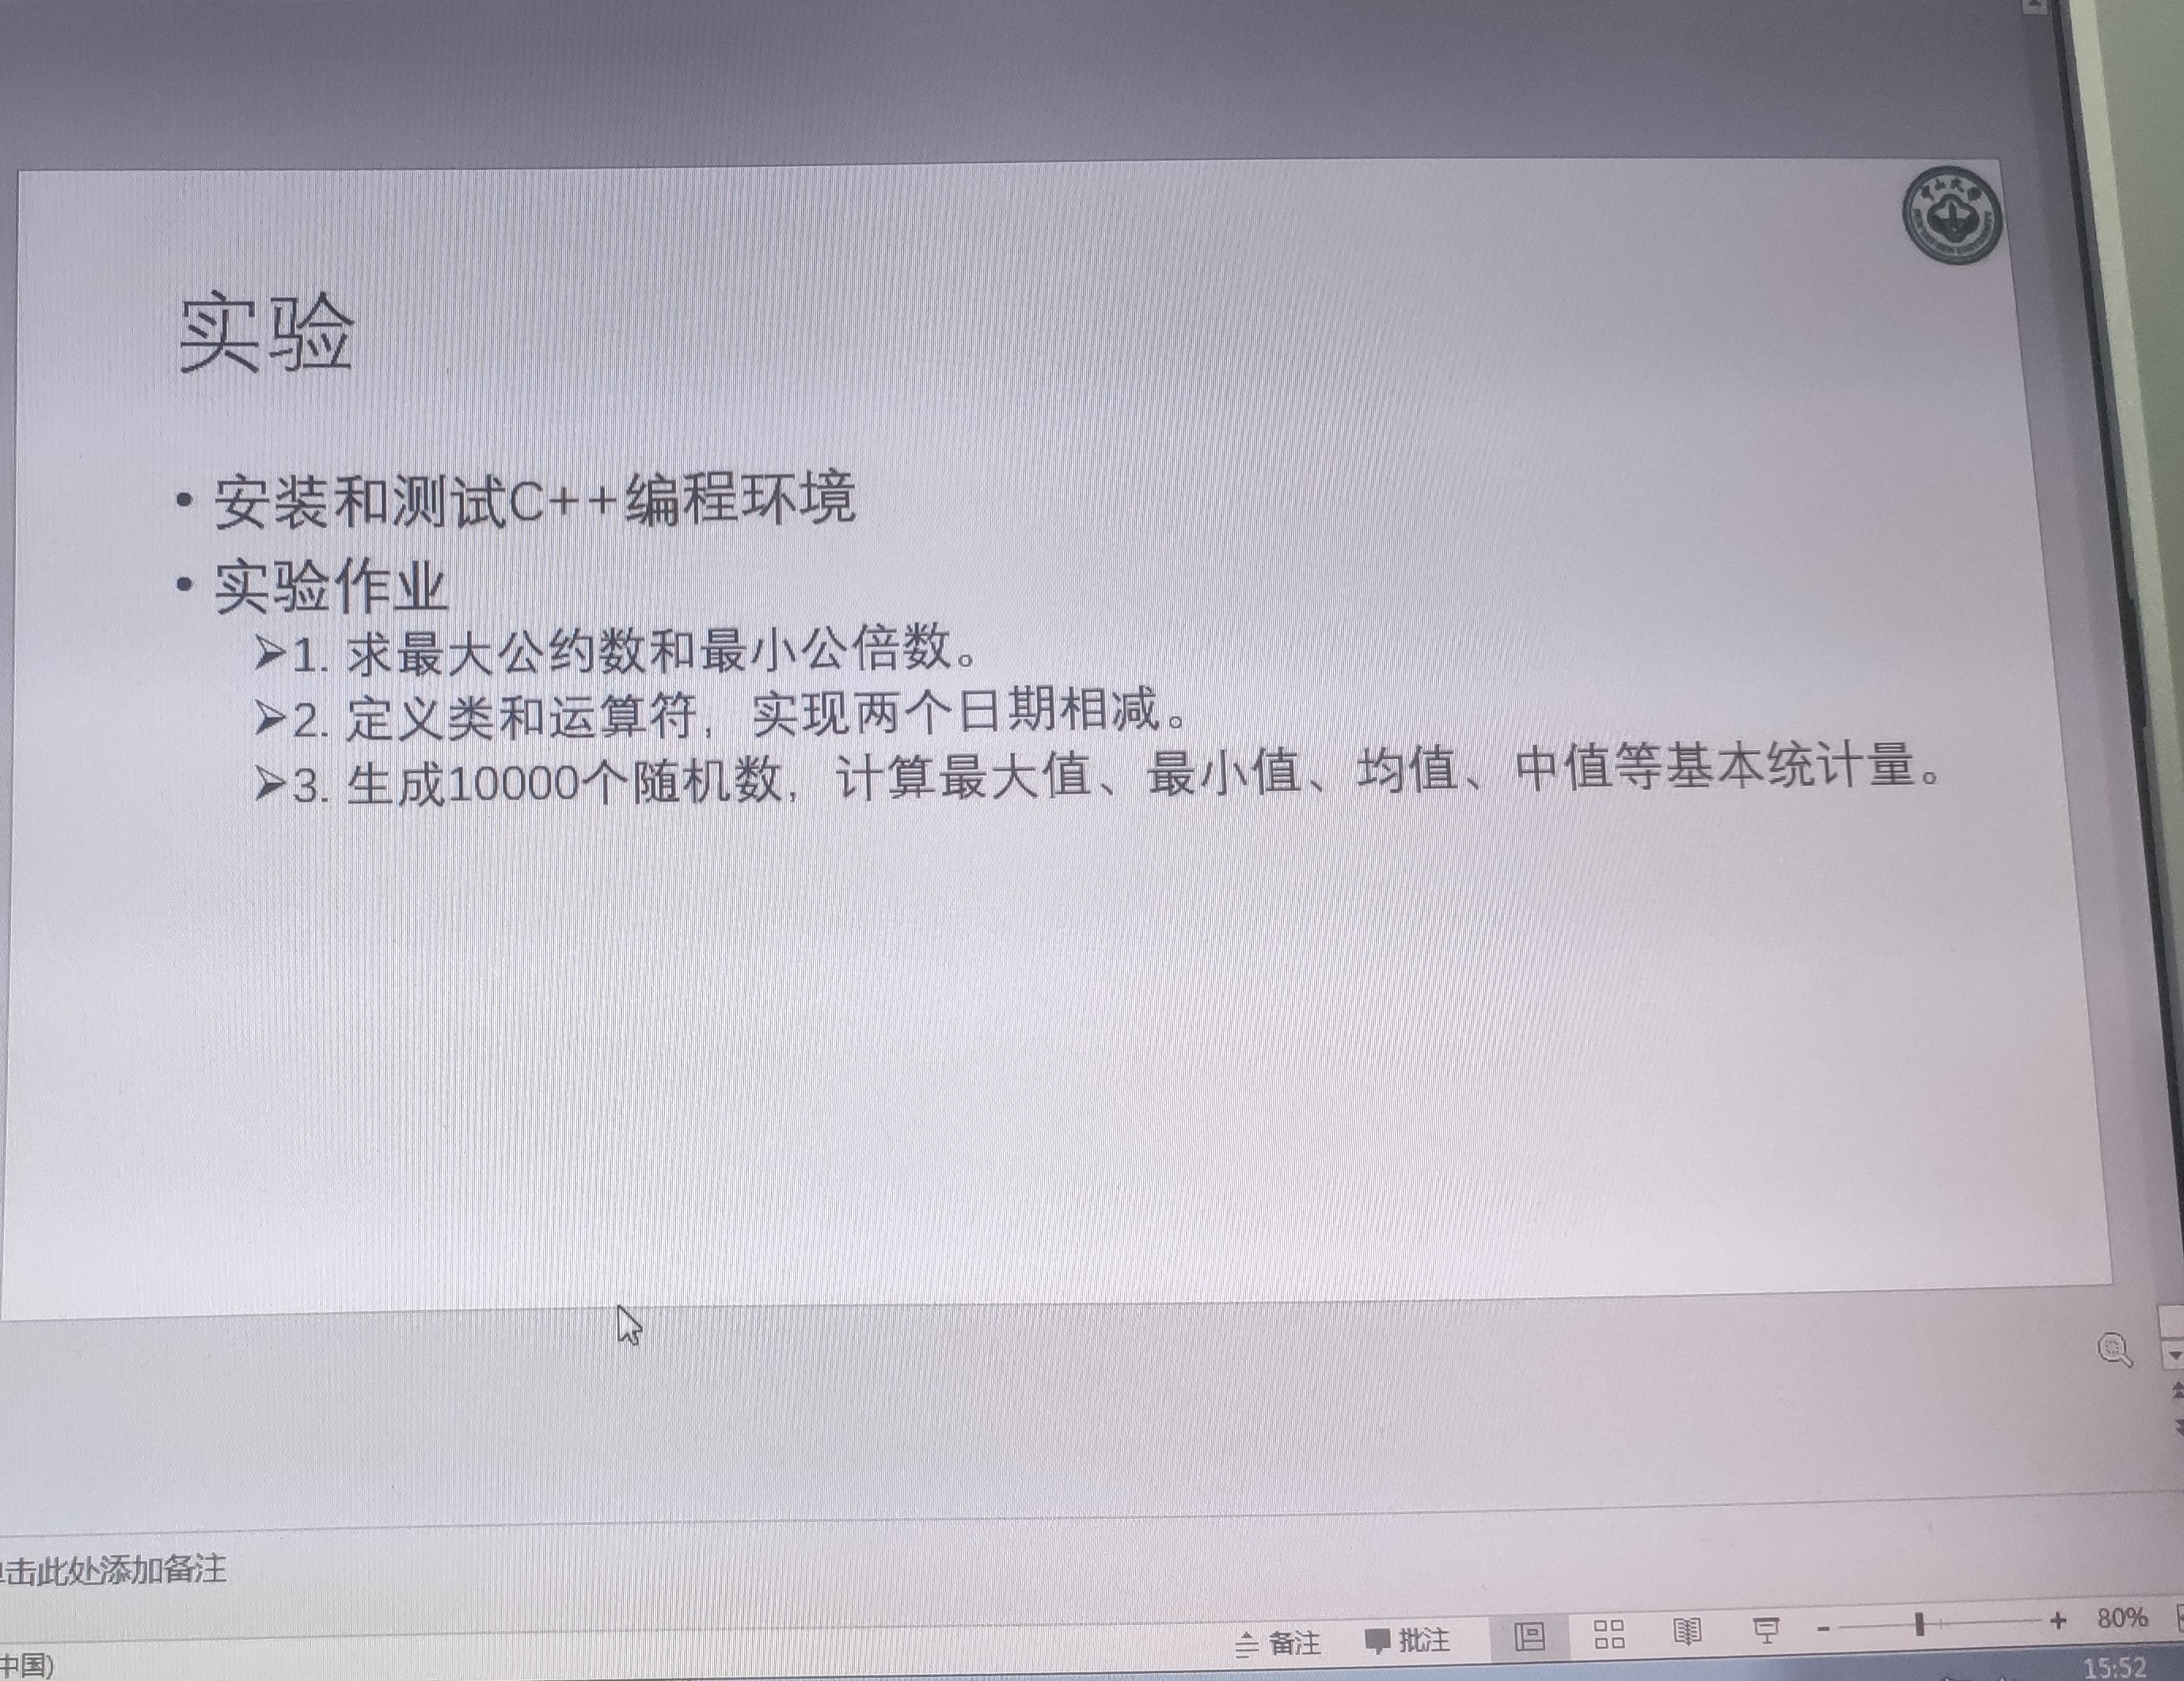 中山大學
实验
• 安装和测试C++编程环境
• 实验作业
➢1. 求最大公约数和最小公倍数。
➢2. 定义类和运算符，实现两个日期相减。
➢3. 生成10000个随机数，计算最大值、最小值、均值、中值等基本统计量。
击此处添加备注
备注 批注 - + 80%
中国)
15:52